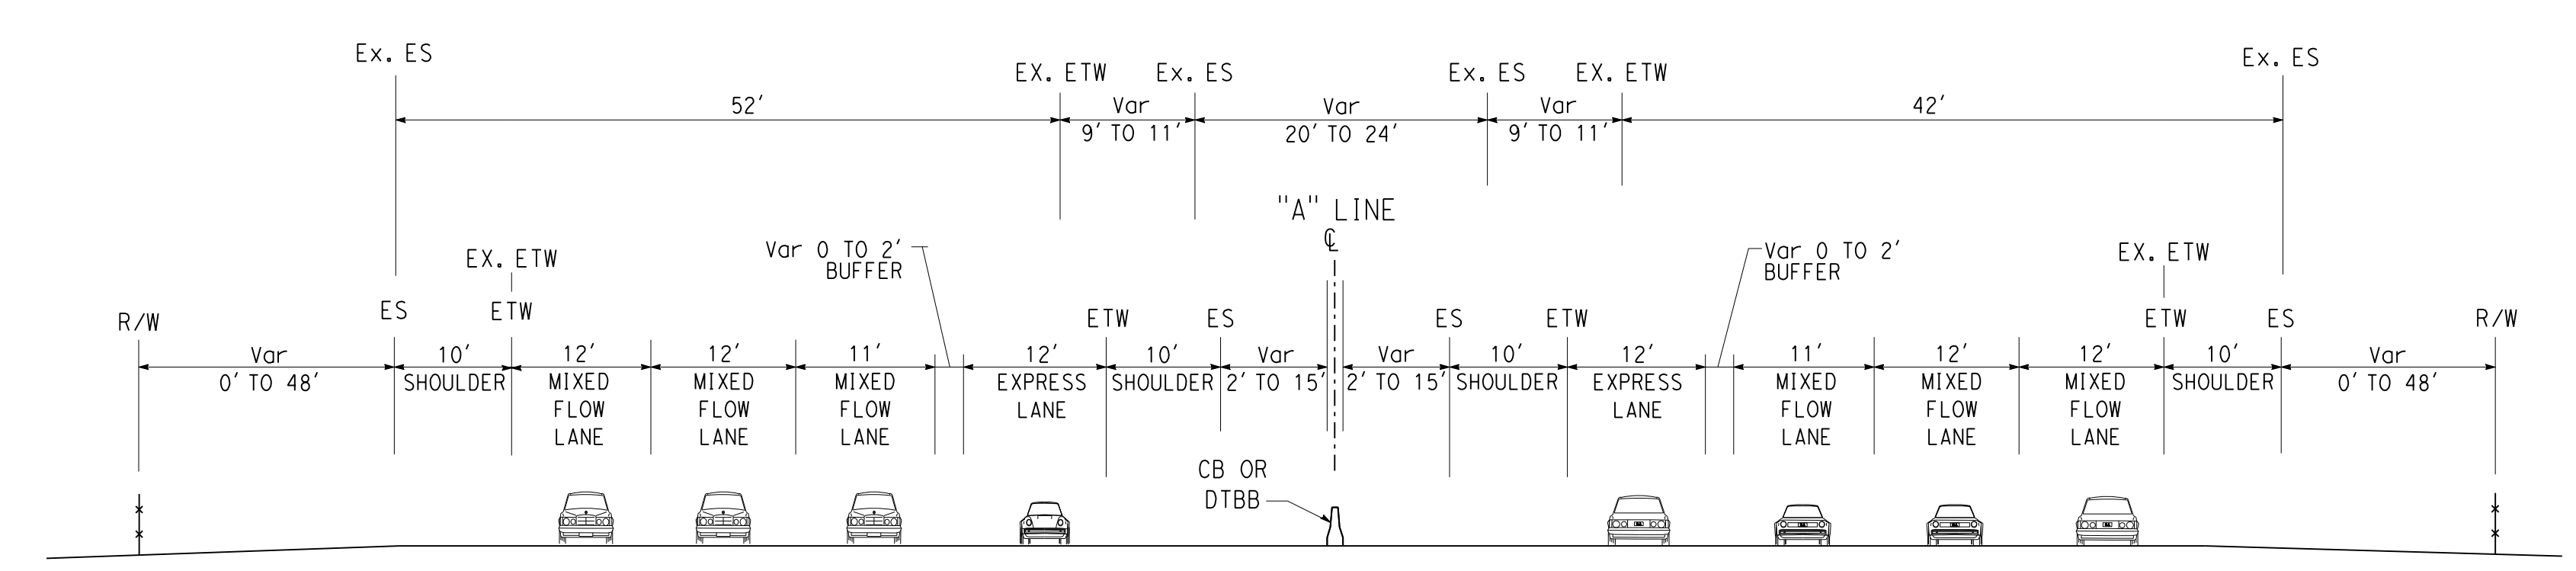 Ex. ES
EX. ETW
Ex. ES
Ex. ES
EX. ETW
Ex. ES
52'
Var
9' TO 11'
Var
20' TO 24'
Var
9' TO 11'
42'
"A" LINE
℄
Var 0 TO 2'
BUFFER
Var 0 TO 2'
BUFFER
EX. ETW
EX. ETW
R/W
ES
ETW
ETW
ES
ES
ETW
ETW
ES
R/W
Var
0' TO 48'
10'
SHOULDER
12'
MIXED
FLOW
LANE
12'
MIXED
FLOW
LANE
11'
MIXED
FLOW
LANE
12'
EXPRESS
LANE
10'
SHOULDER
Var
2' TO 15'
Var
2' TO 15'
10'
SHOULDER
12'
EXPRESS
LANE
11'
MIXED
FLOW
LANE
12'
MIXED
FLOW
LANE
12'
MIXED
FLOW
LANE
10'
SHOULDER
Var
0' TO 48'
CB OR
DTBB